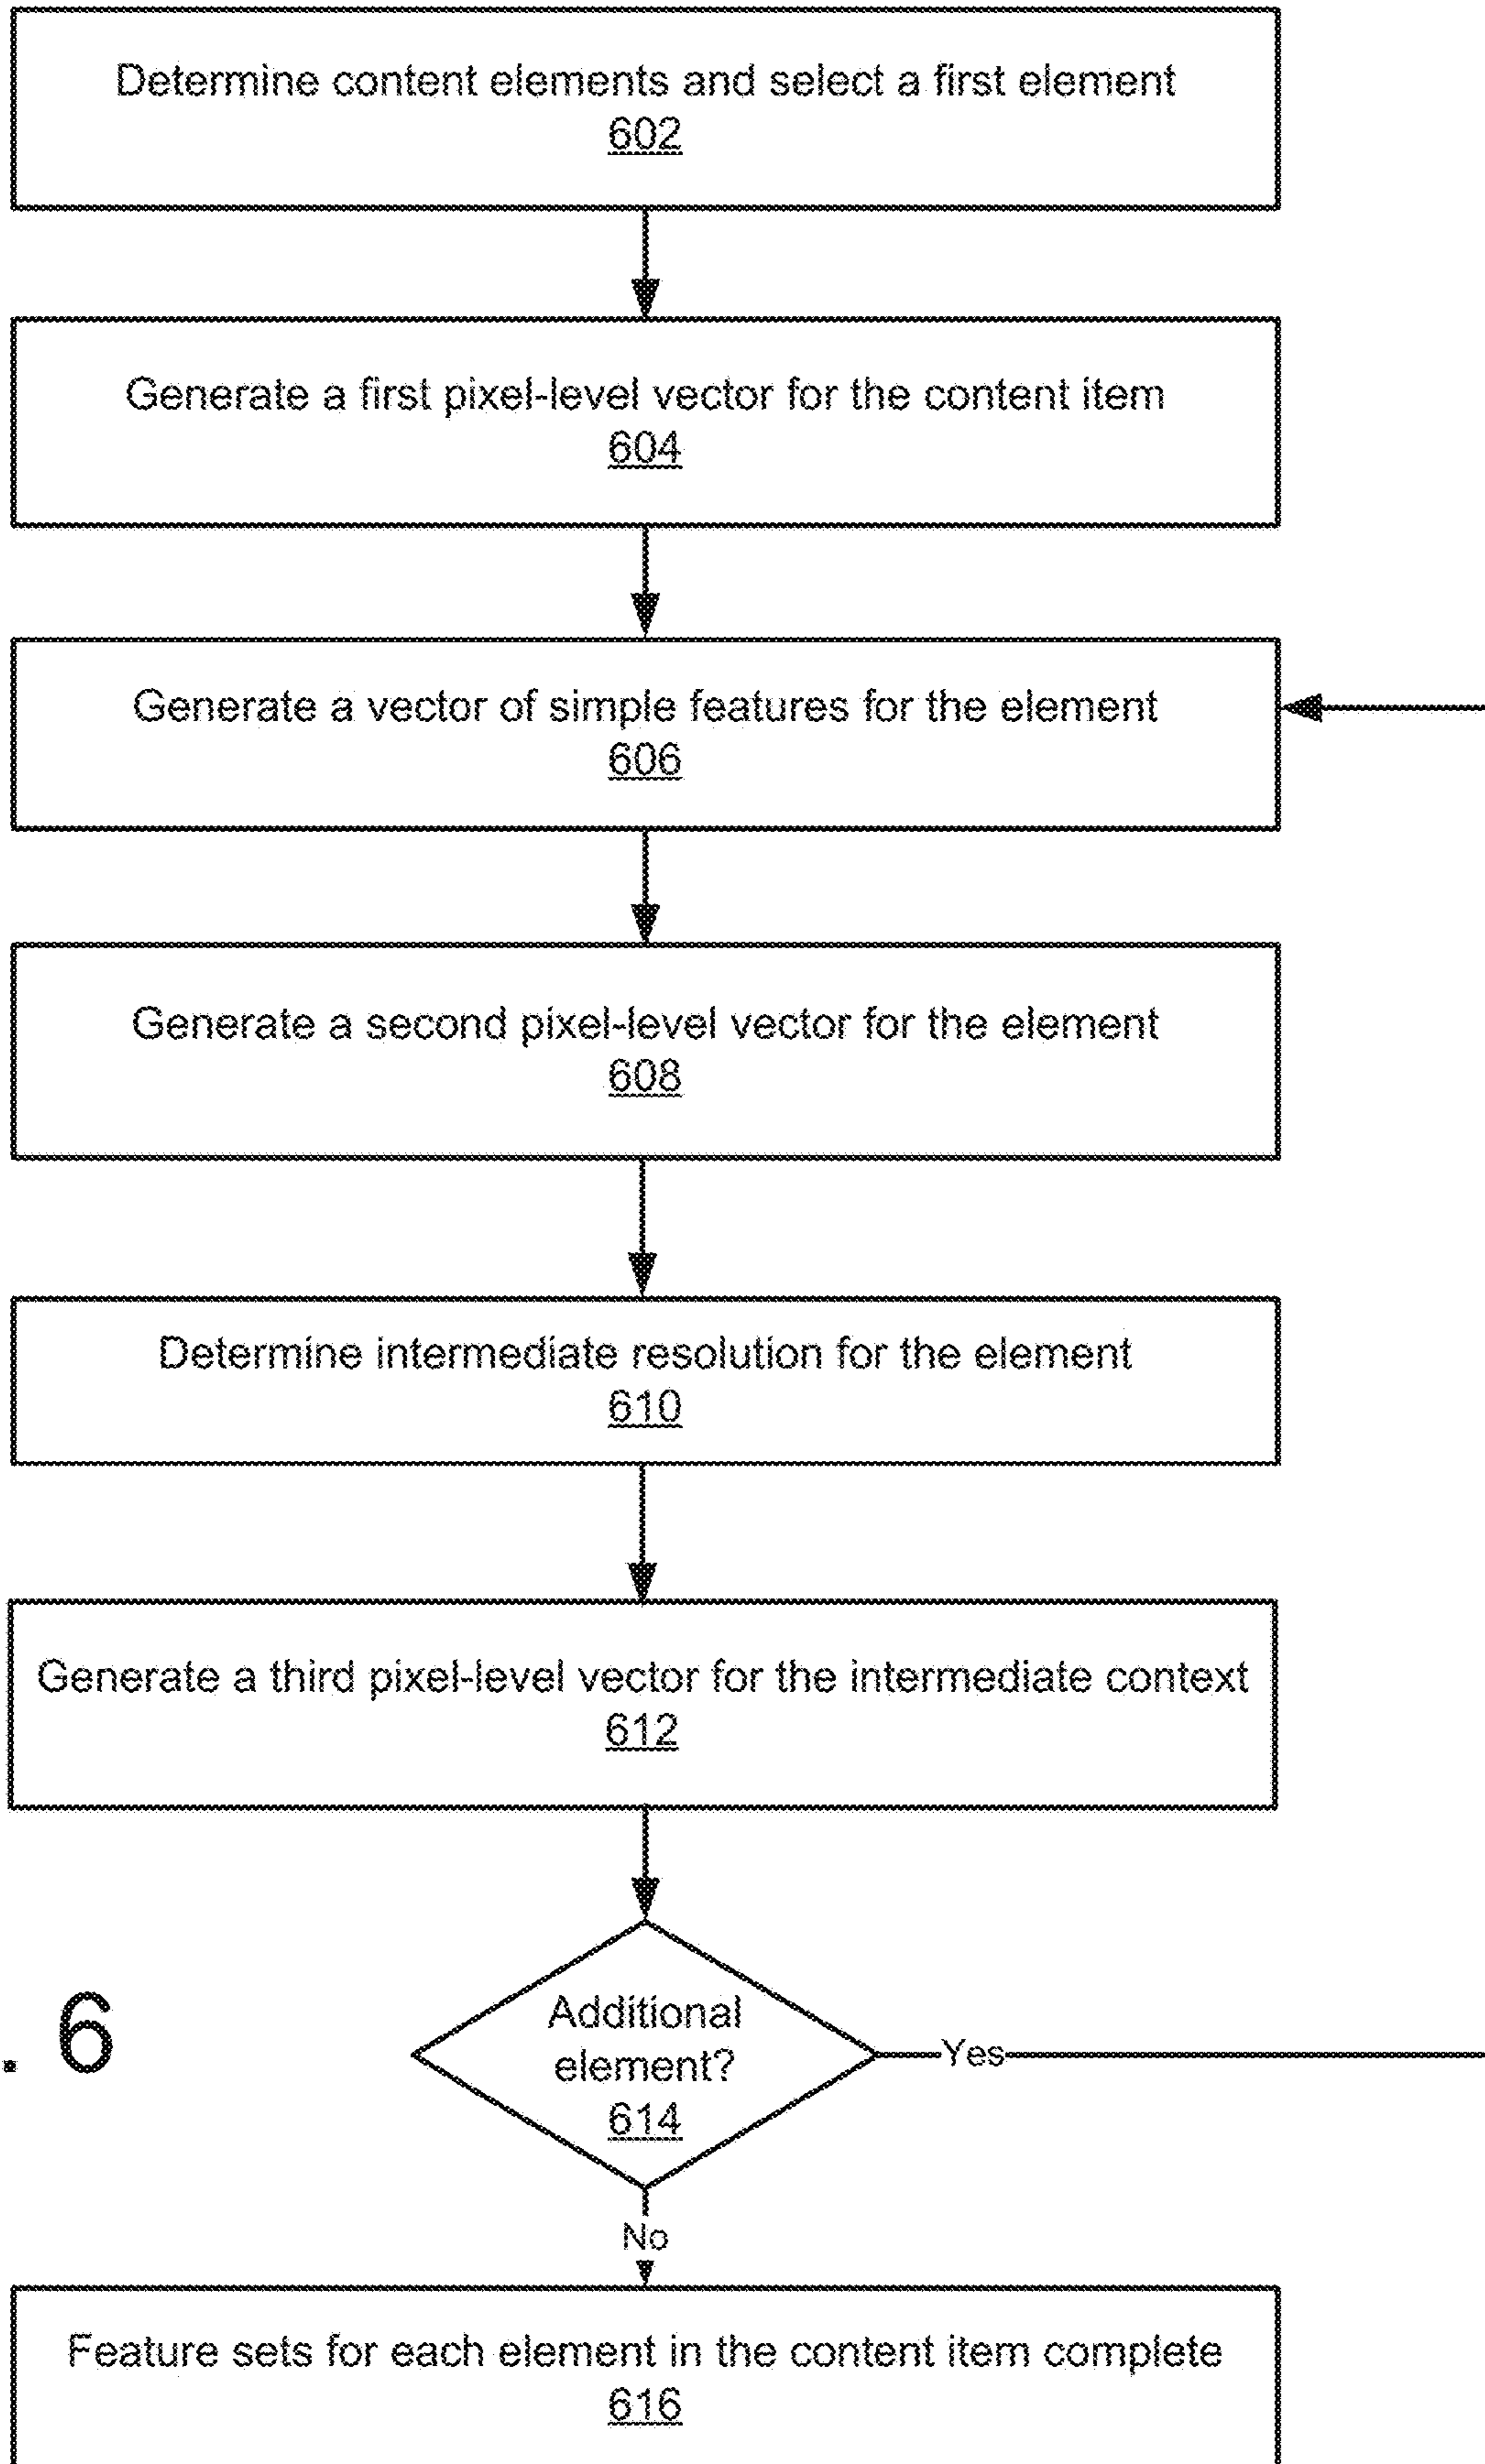 Determine content elements and select a first element
602
Generate a first pixel-level vector for the content item
604
Generate a vector of simple features for the element
606
Generate a second pixel-level vector for the element
608
Determine intermediate resolution for the element
610
Generate a third pixel-level vector for the intermediate context
612
. 6
Additional
element?
614
Yes
No
Feature sets for each element in the content item complete
616